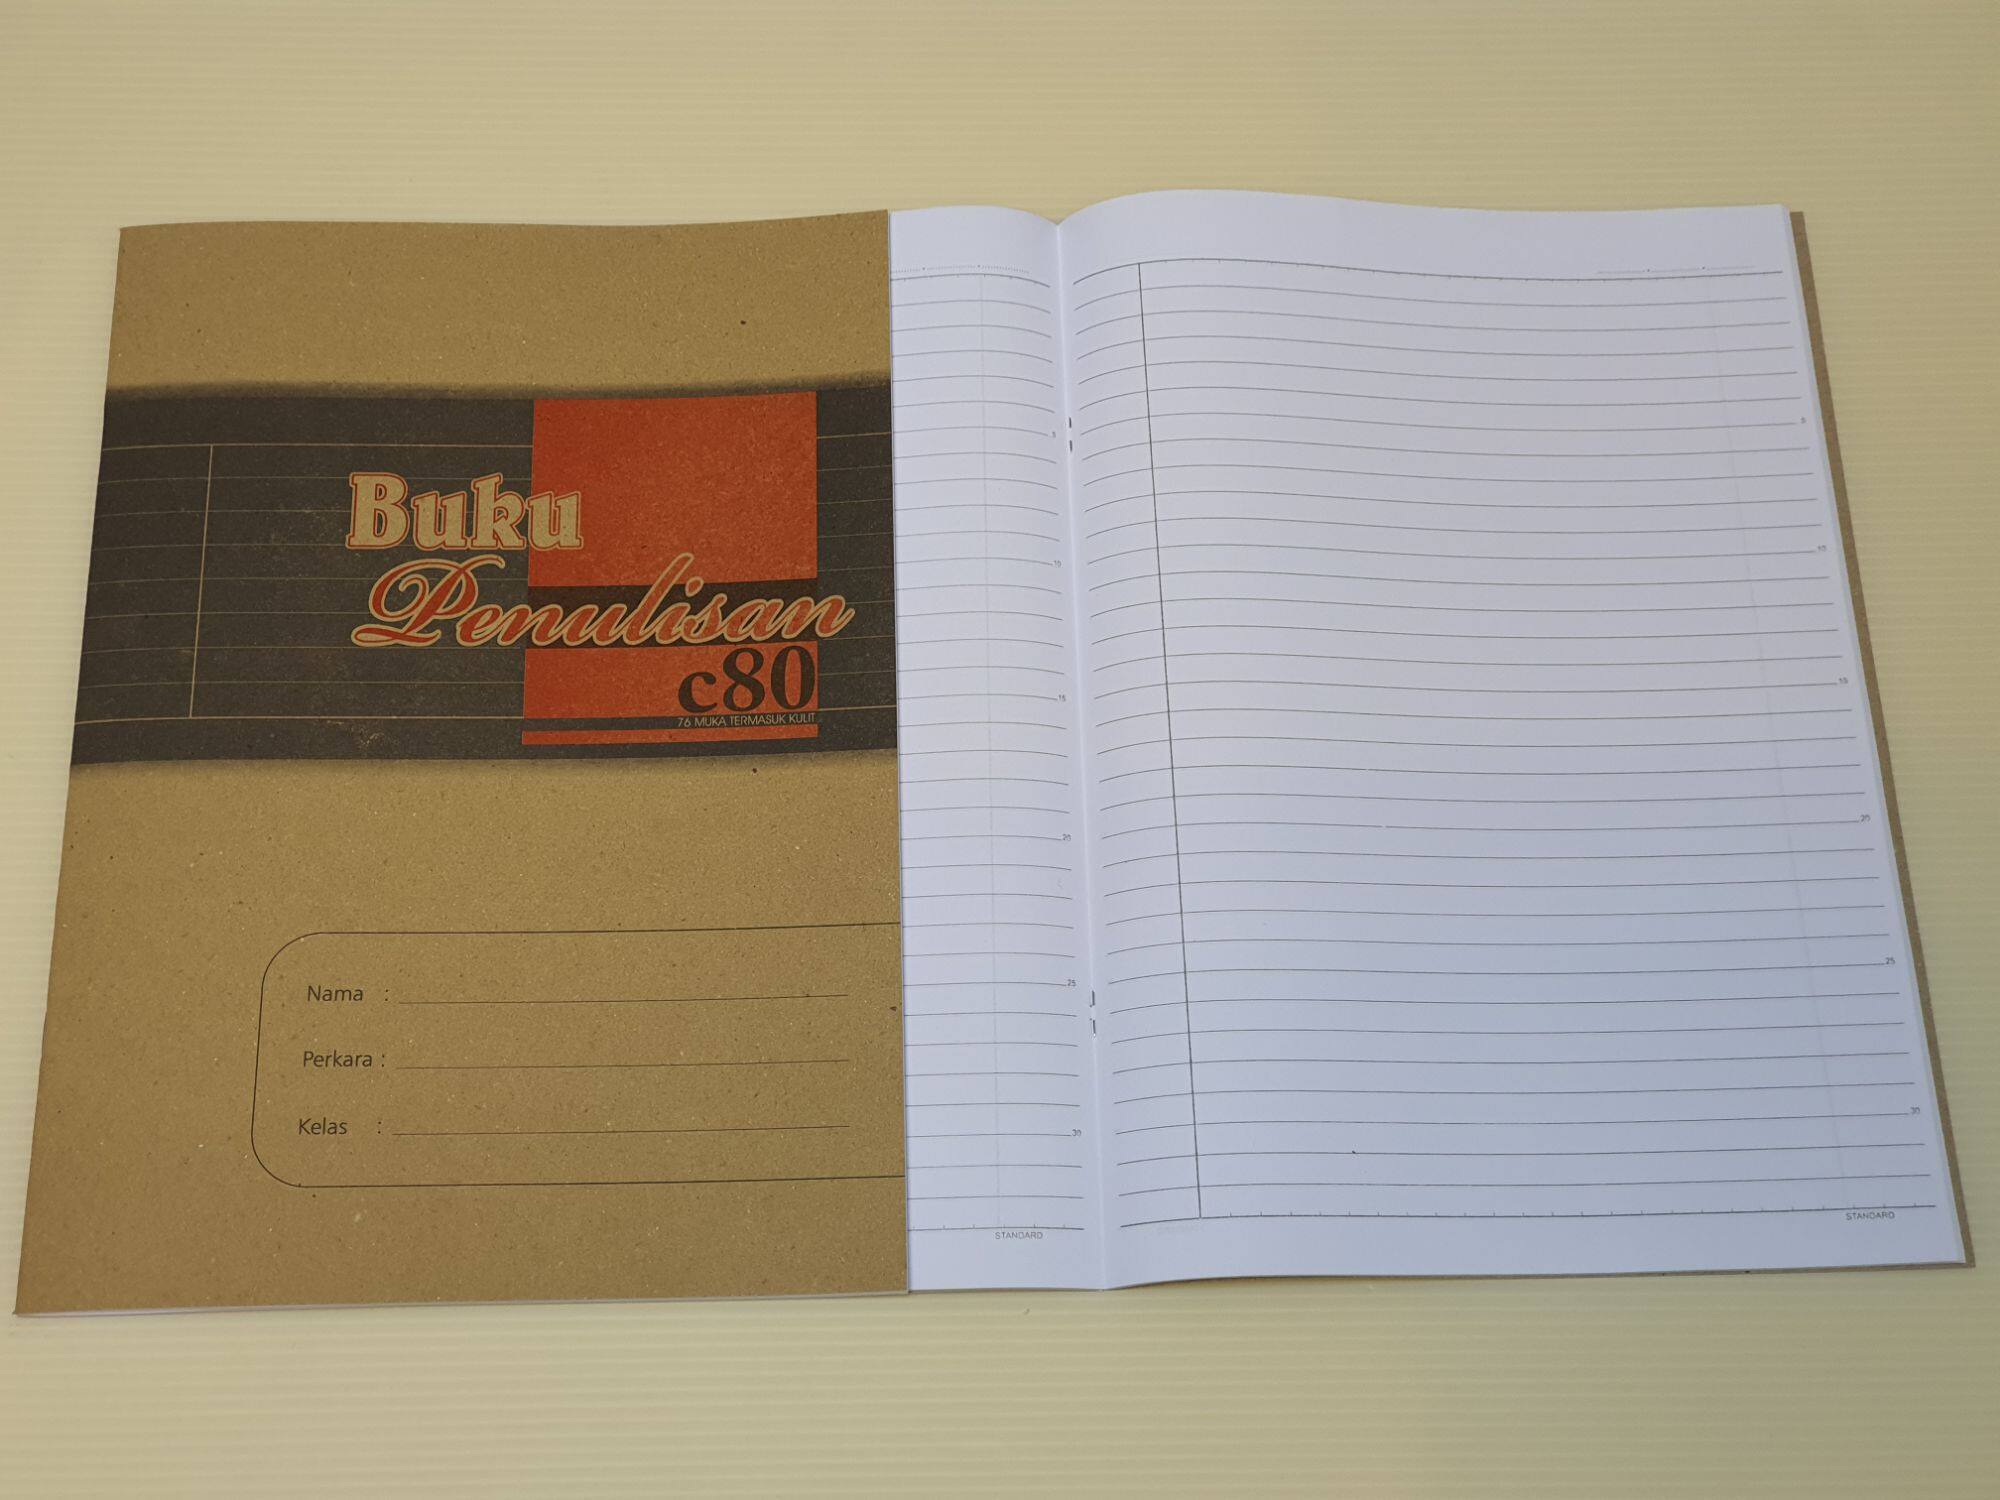 Buku
Penulisan
c80
76 MUKA TERMASUK KULIT
Nama :
Perkara :
Kelas :
5
10
15
20
25
30
STANDARD
5
10
15
20
25
30
STANDARD